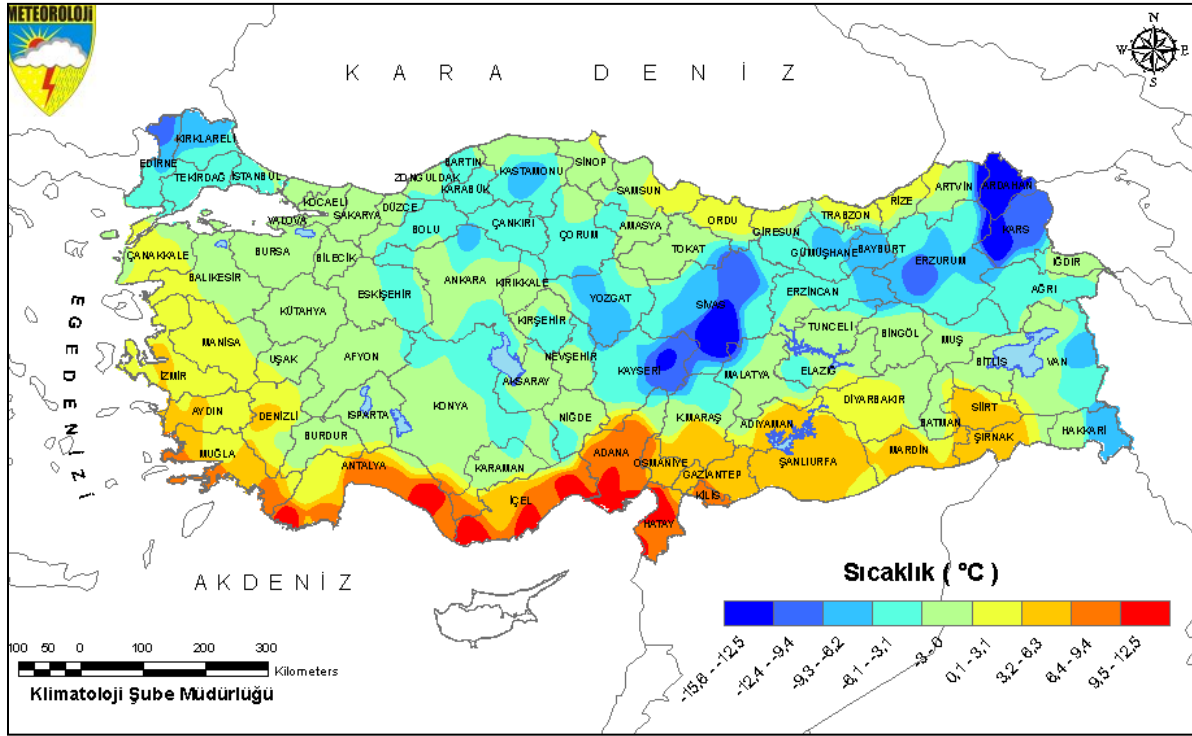 METEOROLOJİ
N
W E
S
K A R A D E N İ Z
KIRKLARELİ
EDİRNE
TEKİRDAĞ
İSTANBUL
BARTIN
KASTAMONU
SİNOP
ZONGULDAK
KARABÜK
SAMSUN
ARTVİN
ARDAHAN
KOCAELİ
SAKARYA
DÜZCE
YALOVA
BOLU
ÇANKIRI
ÇORUM
AMASYA
ORDU
GİRESUN
TRABZON
RİZE
KARS
ÇANAKKALE
BALIKESİR
BURSA
BİLECİK
ESKİŞEHİR
ANKARA
KIRIKKALE
TOKAT
GÜMÜŞHANE
BAYBURT
ERZURUM
IĞDIR
KÜTAHYA
KIRŞEHİR
YOZGAT
SİVAS
ERZİNCAN
AĞRI
E G E D E N İ Z İ
MANİSA
UŞAK
AFYON
NEVŞEHİR
KAYSERİ
TUNCELİ
BİNGÖL
MUŞ
BİTLİS
VAN
İZMİR
AKSARAY
MALATYA
ELAZIĞ
AYDIN
DENİZLİ
ISPARTA
KONYA
NİĞDE
K.MARAŞ
ADIYAMAN
DİYARBAKIR
BATMAN
SİİRT
HAKKARİ
BURDUR
MUĞLA
ANTALYA
KARAMAN
ADANA
OSMANİYE
GAZİANTEP
ŞANLIURFA
MARDİN
ŞIRNAK
İÇEL
KİLİS
HATAY
A K D E N İ Z
Sıcaklık ( °C )
-15,6 - -12,5
-12,4 - -9,4
-9,3 - -6,2
-6,1 - -3,1
-3 - 0
0,1 - 3,1
3,2 - 6,3
6,4 - 9,4
9,5 - 12,5
100 50 0 100 200 300
Kilometers
Klimatoloji Şube Müdürlüğü